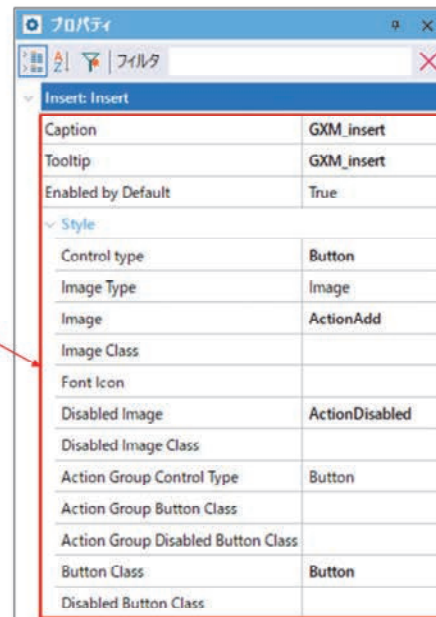 プロパティ
フィルタ
Insert: Insert
Caption GXM_insert
Tooltip GXM_insert
Enabled by Default True
Style
Control type Button
Image Type Image
Image ActionAdd
Image Class
Font Icon
Disabled Image ActionDisabled
Disabled Image Class
Action Group Control Type Button
Action Group Button Class
Action Group Disabled Button Class
Button Class Button
Disabled Button Class